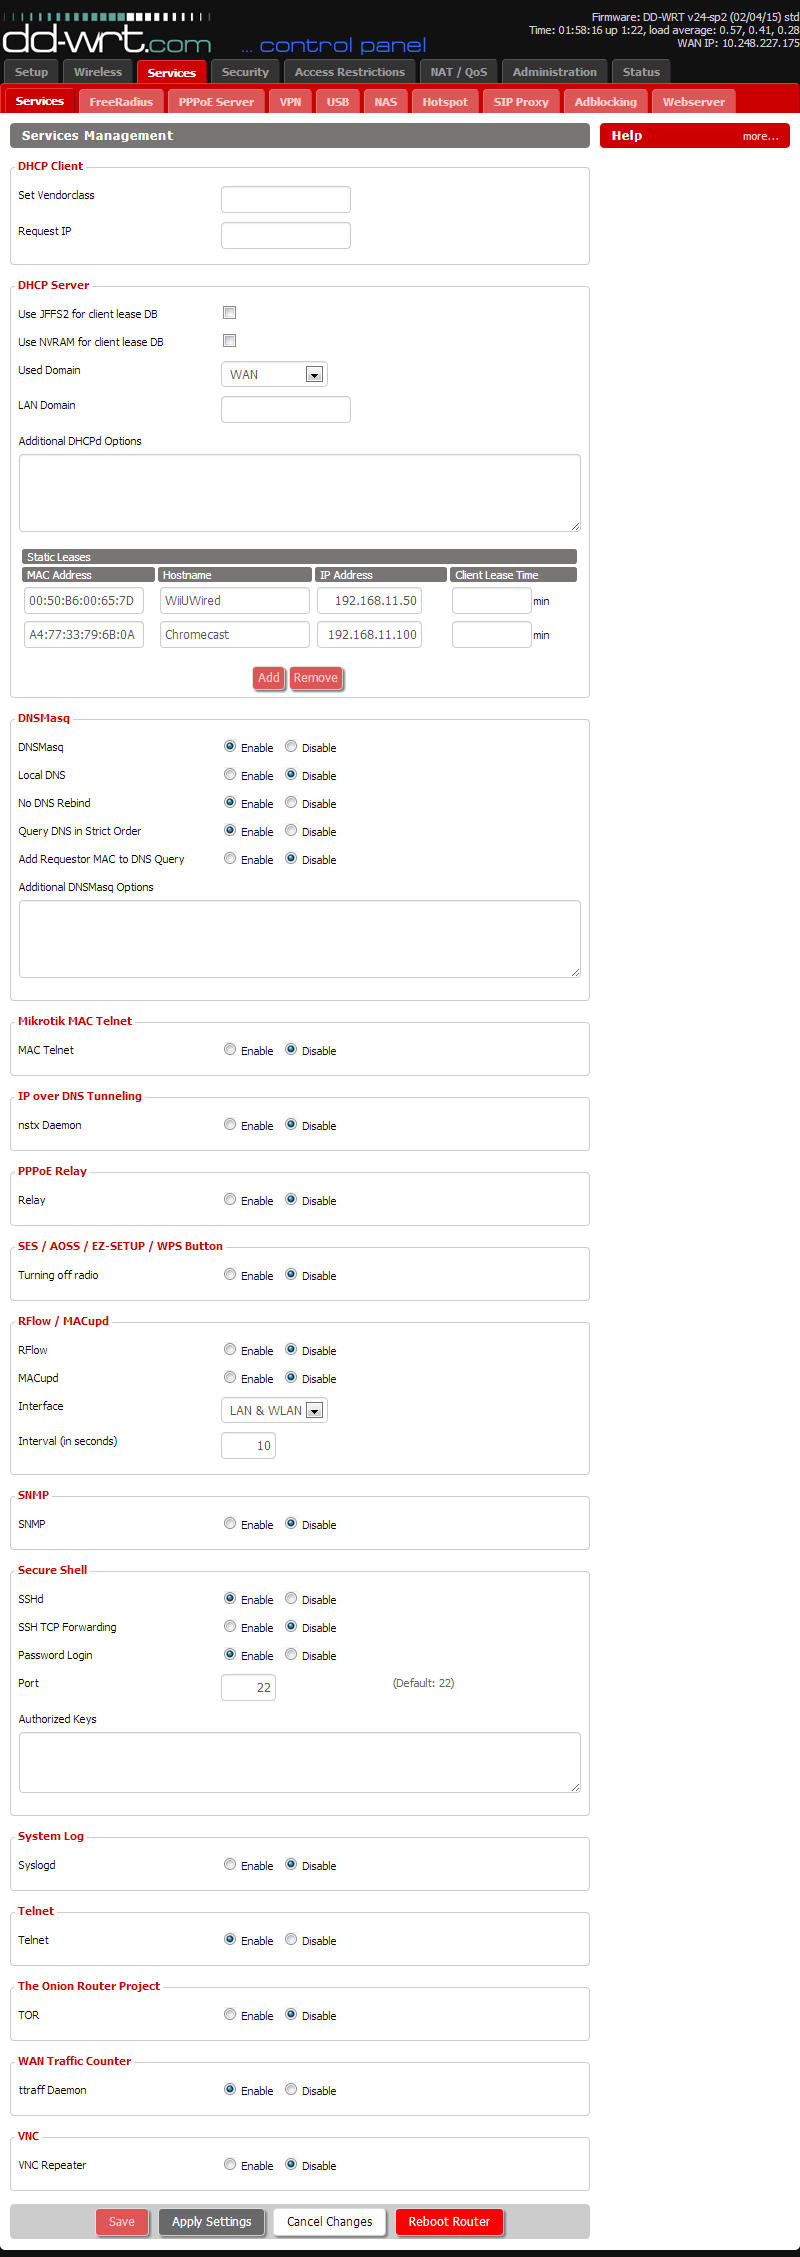 Firmware: DD-WRT v24-sp2 (02/04/15) std
Time: 01:58:16 up 1:22, load average: 0.57, 0.41, 0.28
WAN IP: 10.248.227.175
dd-wrt.com ... control panel
Setup Wireless Services Security Access Restrictions NAT / QoS Administration Status
Services FreeRadius PPPoE Server VPN USB NAS Hotspot SIP Proxy Adblocking Webserver
Services Management
Help more...
DHCP Client
Set Vendorclass
Request IP
DHCP Server
Use JFFS2 for client lease DB
Use NVRAM for client lease DB
Used Domain WAN
LAN Domain
Additional DHCPd Options
Static Leases
MAC Address Hostname IP Address Client Lease Time
00:50:B6:00:65:7D WiiUWired 192.168.11.50 min
A4:77:33:79:6B:0A Chromecast 192.168.11.100 min
Add Remove
DNSMasq
DNSMasq Enable Disable
Local DNS Enable Disable
No DNS Rebind Enable Disable
Query DNS in Strict Order Enable Disable
Add Requestor MAC to DNS Query Enable Disable
Additional DNSMasq Options
Mikrotik MAC Telnet
MAC Telnet Enable Disable
IP over DNS Tunneling
nstx Daemon Enable Disable
PPPoE Relay
Relay Enable Disable
SES / AOSS / EZ-SETUP / WPS Button
Turning off radio Enable Disable
RFlow / MACupd
RFlow Enable Disable
MACupd Enable Disable
Interface LAN & WLAN
Interval (in seconds) 10
SNMP
SNMP Enable Disable
Secure Shell
SSHd Enable Disable
SSH TCP Forwarding Enable Disable
Password Login Enable Disable
Port 22 (Default: 22)
Authorized Keys
System Log
Syslogd Enable Disable
Telnet
Telnet Enable Disable
The Onion Router Project
TOR Enable Disable
WAN Traffic Counter
ttraff Daemon Enable Disable
VNC
VNC Repeater Enable Disable
Save Apply Settings Cancel Changes Reboot Router